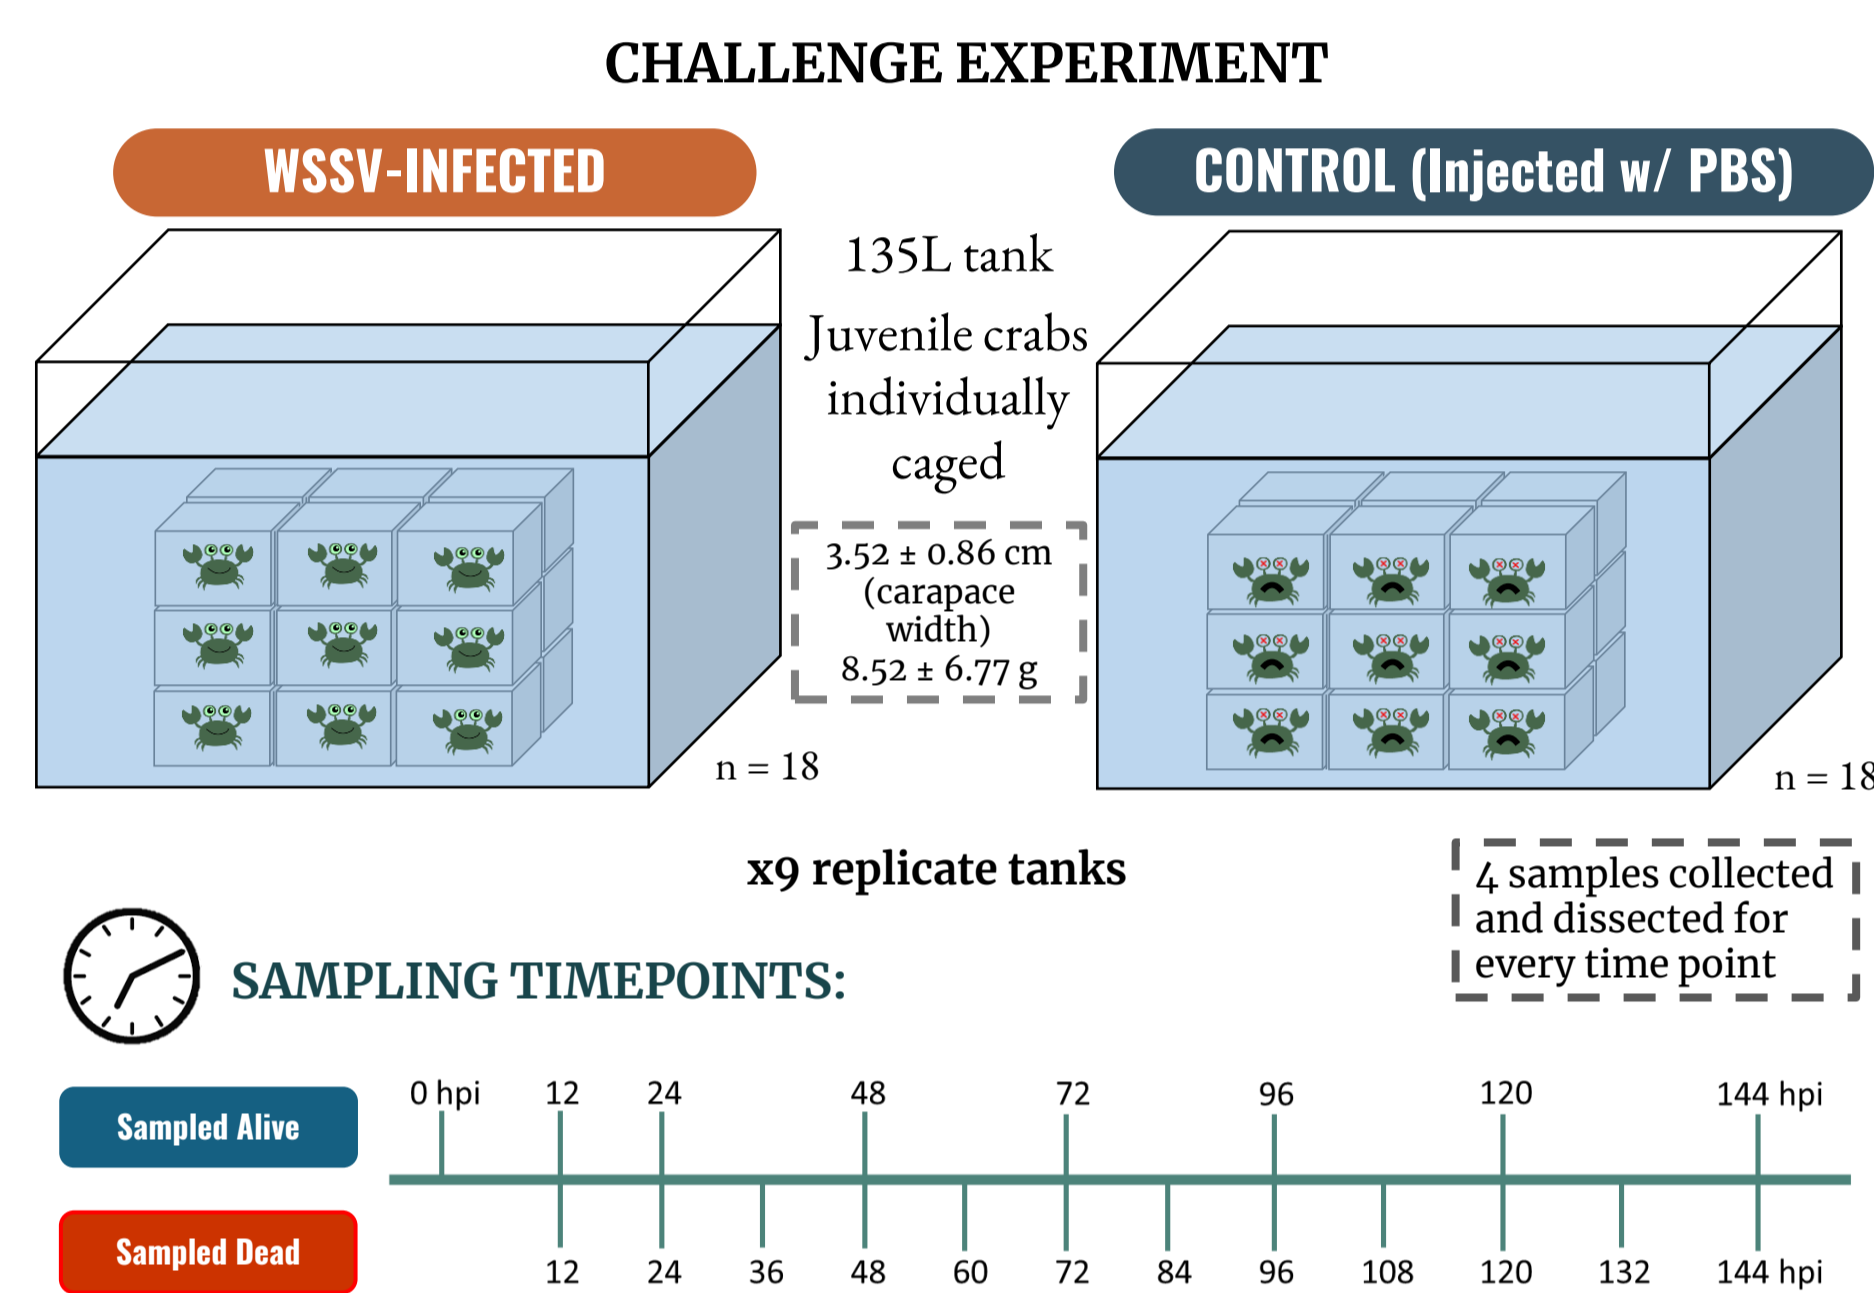 CHALLENGE EXPERIMENT
WSSV-INFECTED
CONTROL (Injected w/ PBS)
135L tank
Juvenile crabs
individually
caged
3.52 ± 0.86 cm
(carapace
width)
8.52 ± 6.77 g
n = 18
n = 18
x9 replicate tanks
4 samples collected
and dissected for
every time point
SAMPLING TIMEPOINTS:
Sampled Alive
0 hpi 12 24 48 72 96 120 144 hpi
Sampled Dead
12 24 36 48 60 72 84 96 108 120 132 144 hpi